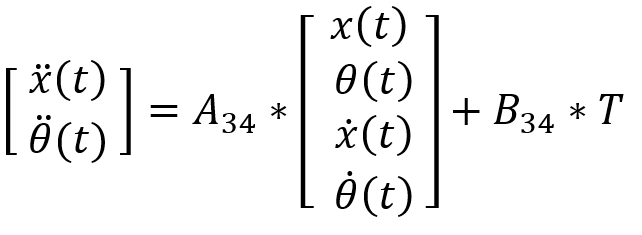 [ẍ(t) θ̈(t)] = A₃₄ * [x(t) θ(t) ẋ(t) θ̇(t)] + B₃₄ * T